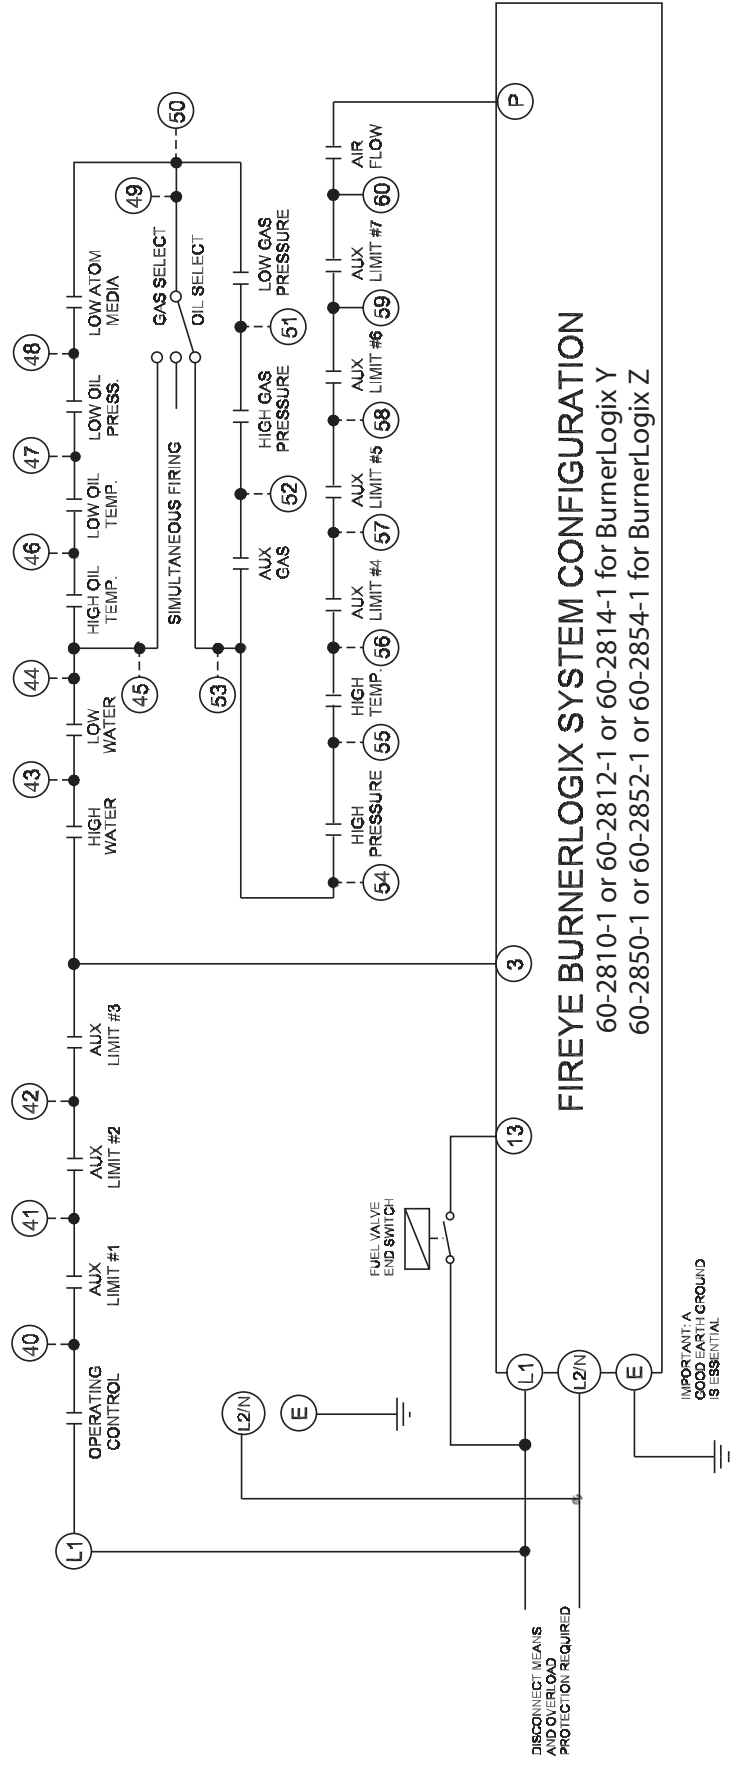 L1
OPERATING
CONTROL
40
AUX
LIMIT #1
41
AUX
LIMIT #2
42
AUX
LIMIT #3
HIGH
WATER
43
LOW
WATER
44
HIGH OIL
TEMP.
46
LOW OIL
TEMP.
47
LOW OIL
PRESS.
48
LOW ATOM
MEDIA
45
SIMULTANEOUS FIRING
GAS SELECT
OIL SELECT
49
50
53
AUX
GAS
52
HIGH GAS
PRESSURE
51
LOW GAS
PRESSURE
54
HIGH
PRESSURE
55
HIGH
TEMP.
56
AUX
LIMIT #4
57
AUX
LIMIT #5
58
AUX
LIMIT #6
59
AUX
LIMIT #7
60
AIR
FLOW
L2/N
E
FUEL VALVE
END SWITCH
DISCONNECT MEANS
AND OVERLOAD
PROTECTION REQUIRED
L1
L2/N
E
13
3
P
FIREYE BURNERLOGIX SYSTEM CONFIGURATION
60-2810-1 or 60-2812-1 or 60-2814-1 for BurnerLogix Y
60-2850-1 or 60-2852-1 or 60-2854-1 for BurnerLogix Z
IMPORTANT: A
GOOD EARTH GROUND
IS ESSENTIAL